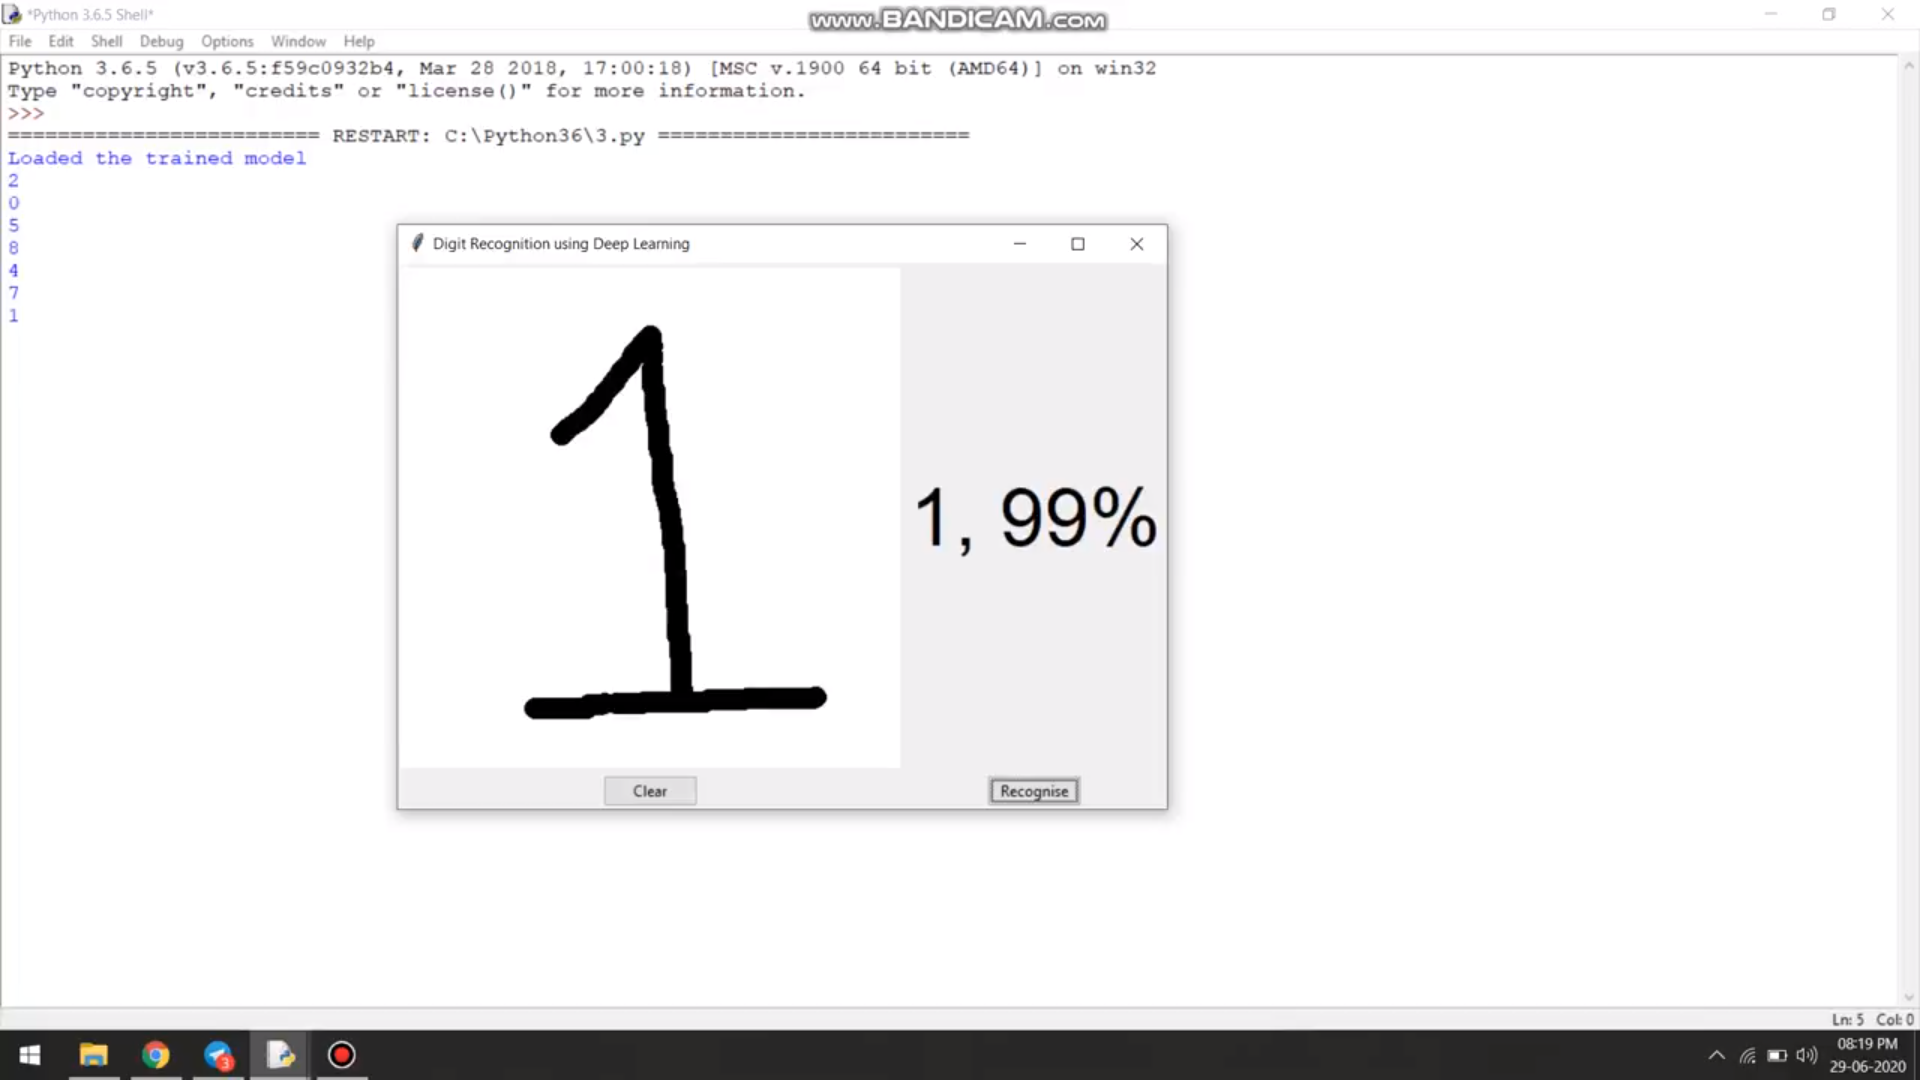 *Python 3.6.5 Shell*
www.BANDICAM.com
File Edit Shell Debug Options Window Help
Python 3.6.5 (v3.6.5:f59c0932b4, Mar 28 2018, 17:00:18) [MSC v.1900 64 bit (AMD64)] on win32
Type "copyright", "credits" or "license()" for more information.
>>>
========================= RESTART: C:\Python36\3.py =========================
Loaded the trained model
2
0
5
8
4
7
1
Digit Recognition using Deep Learning
1
1, 99%
Clear Recognise
Ln: 5 Col: 0
3
08:19 PM
29-06-2020